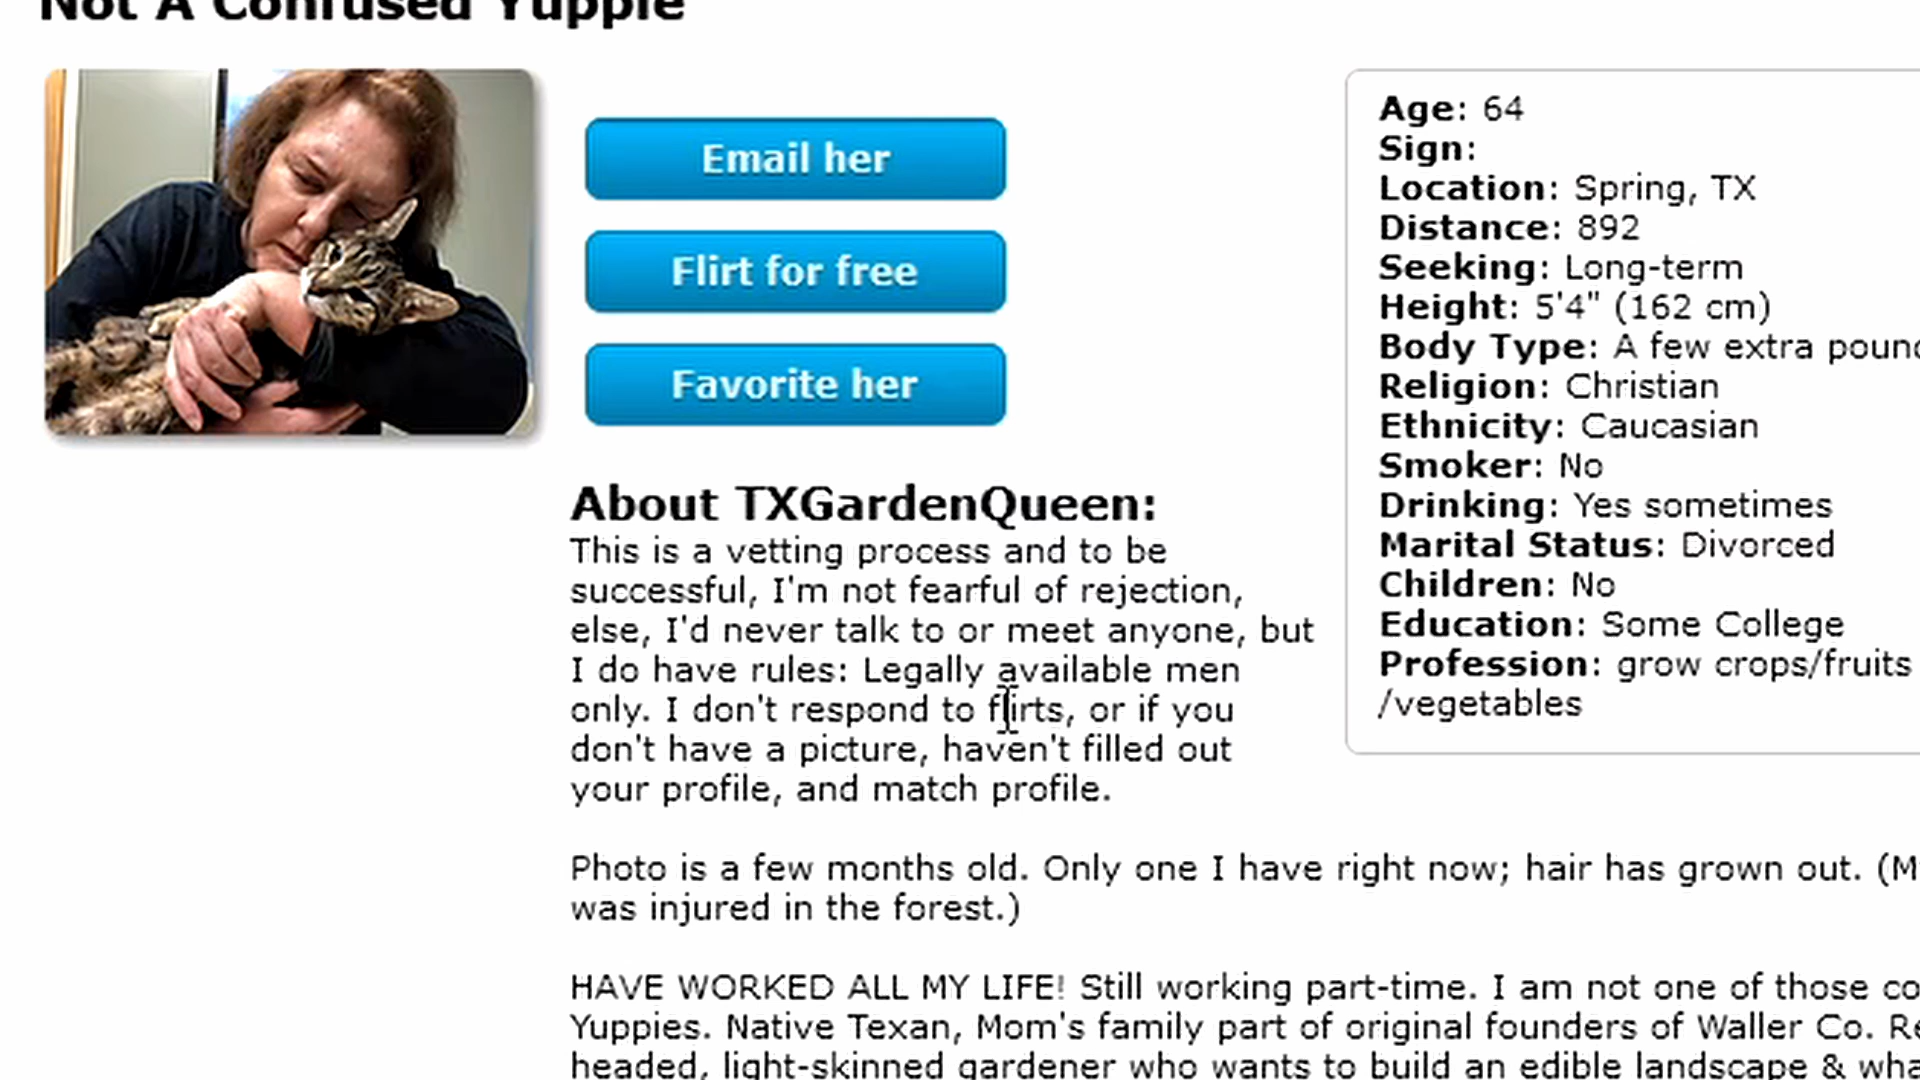 Not A Confused Yuppie
Email her
Flirt for free
Favorite her
Age: 64
Sign:
Location: Spring, TX
Distance: 892
Seeking: Long-term
Height: 5'4" (162 cm)
Body Type: A few extra
Religion: Christian
Ethnicity: Caucasian
Smoker: No
Drinking: Yes sometimes
Marital Status: Divorced
Children: No
Education: Some College
Profession: grow crops/fruits
/vegetables
About TXGardenQueen:
This is a vetting process and to be
successful, I'm not fearful of rejection,
else, I'd never talk to or meet anyone, but
I do have rules: Legally available men
only. I don't respond to flirts, or if you
don't have a picture, haven't filled out
your profile, and match profile.
Photo is a few months old. Only one I have right now; hair has grown out.
was injured in the forest.)
HAVE WORKED ALL MY LIFE! Still working part-time. I am not one of those
Yuppies. Native Texan, Mom's family part of original founders of Waller Co.
headed, light-skinned gardener who wants to build an edible landscape &